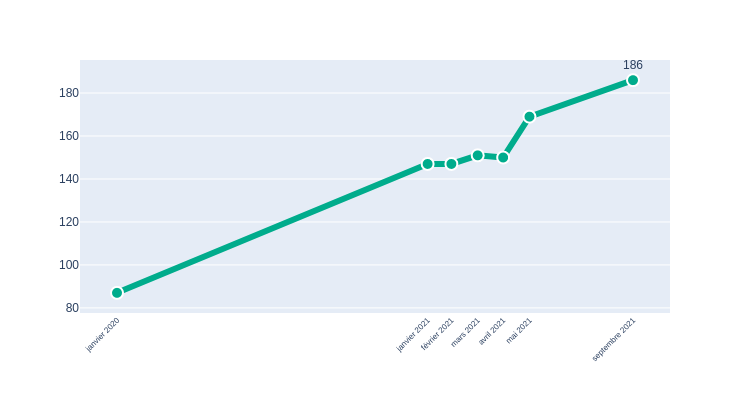 186
180
160
140
120
100
80
janvier 2020
janvier 2021
février 2021
mars 2021
avril 2021
mai 2021
septembre 2021